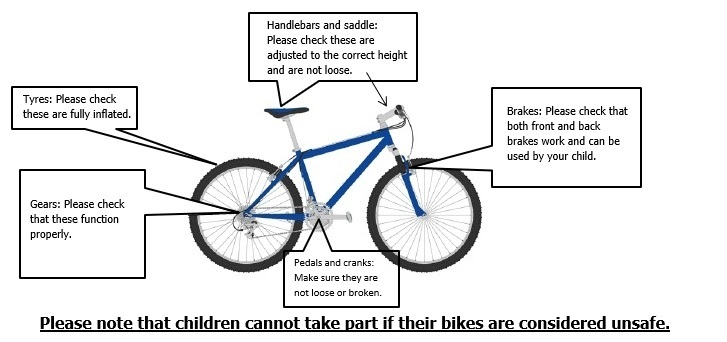 Handlebars and saddle:
Please check these are
adjusted to the correct height
and are not loose.
Tyres: Please check
these are fully inflated.
Brakes: Please check that
both front and back
brakes work and can be
used by your child.
Gears: Please check
that these function
properly.
Pedals and cranks:
Make sure they are
not loose or broken.
Please note that children cannot take part if their bikes are considered unsafe.